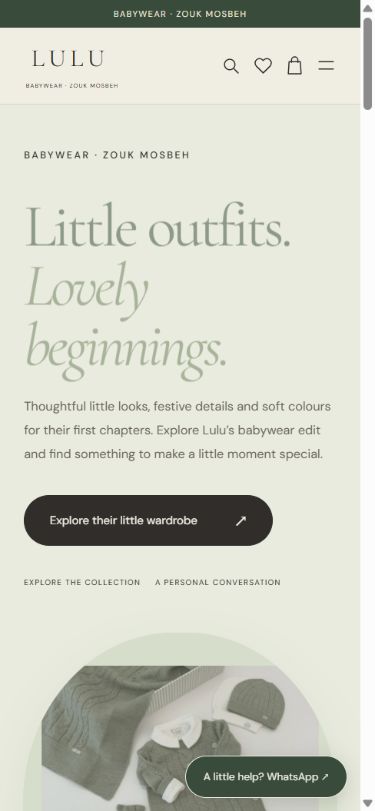 BABYWEAR · ZOUK MOSBEH
LULU
BABYWEAR · ZOUK MOSBEH
BABYWEAR · ZOUK MOSBEH
Little outfits.
Lovely
beginnings.
Thoughtful little looks, festive details and soft colours
for their first chapters. Explore Lulu's babywear edit
and find something to make a little moment special.
Explore their little wardrobe ↗
EXPLORE THE COLLECTION A PERSONAL CONVERSATION
A little help? WhatsApp ↗